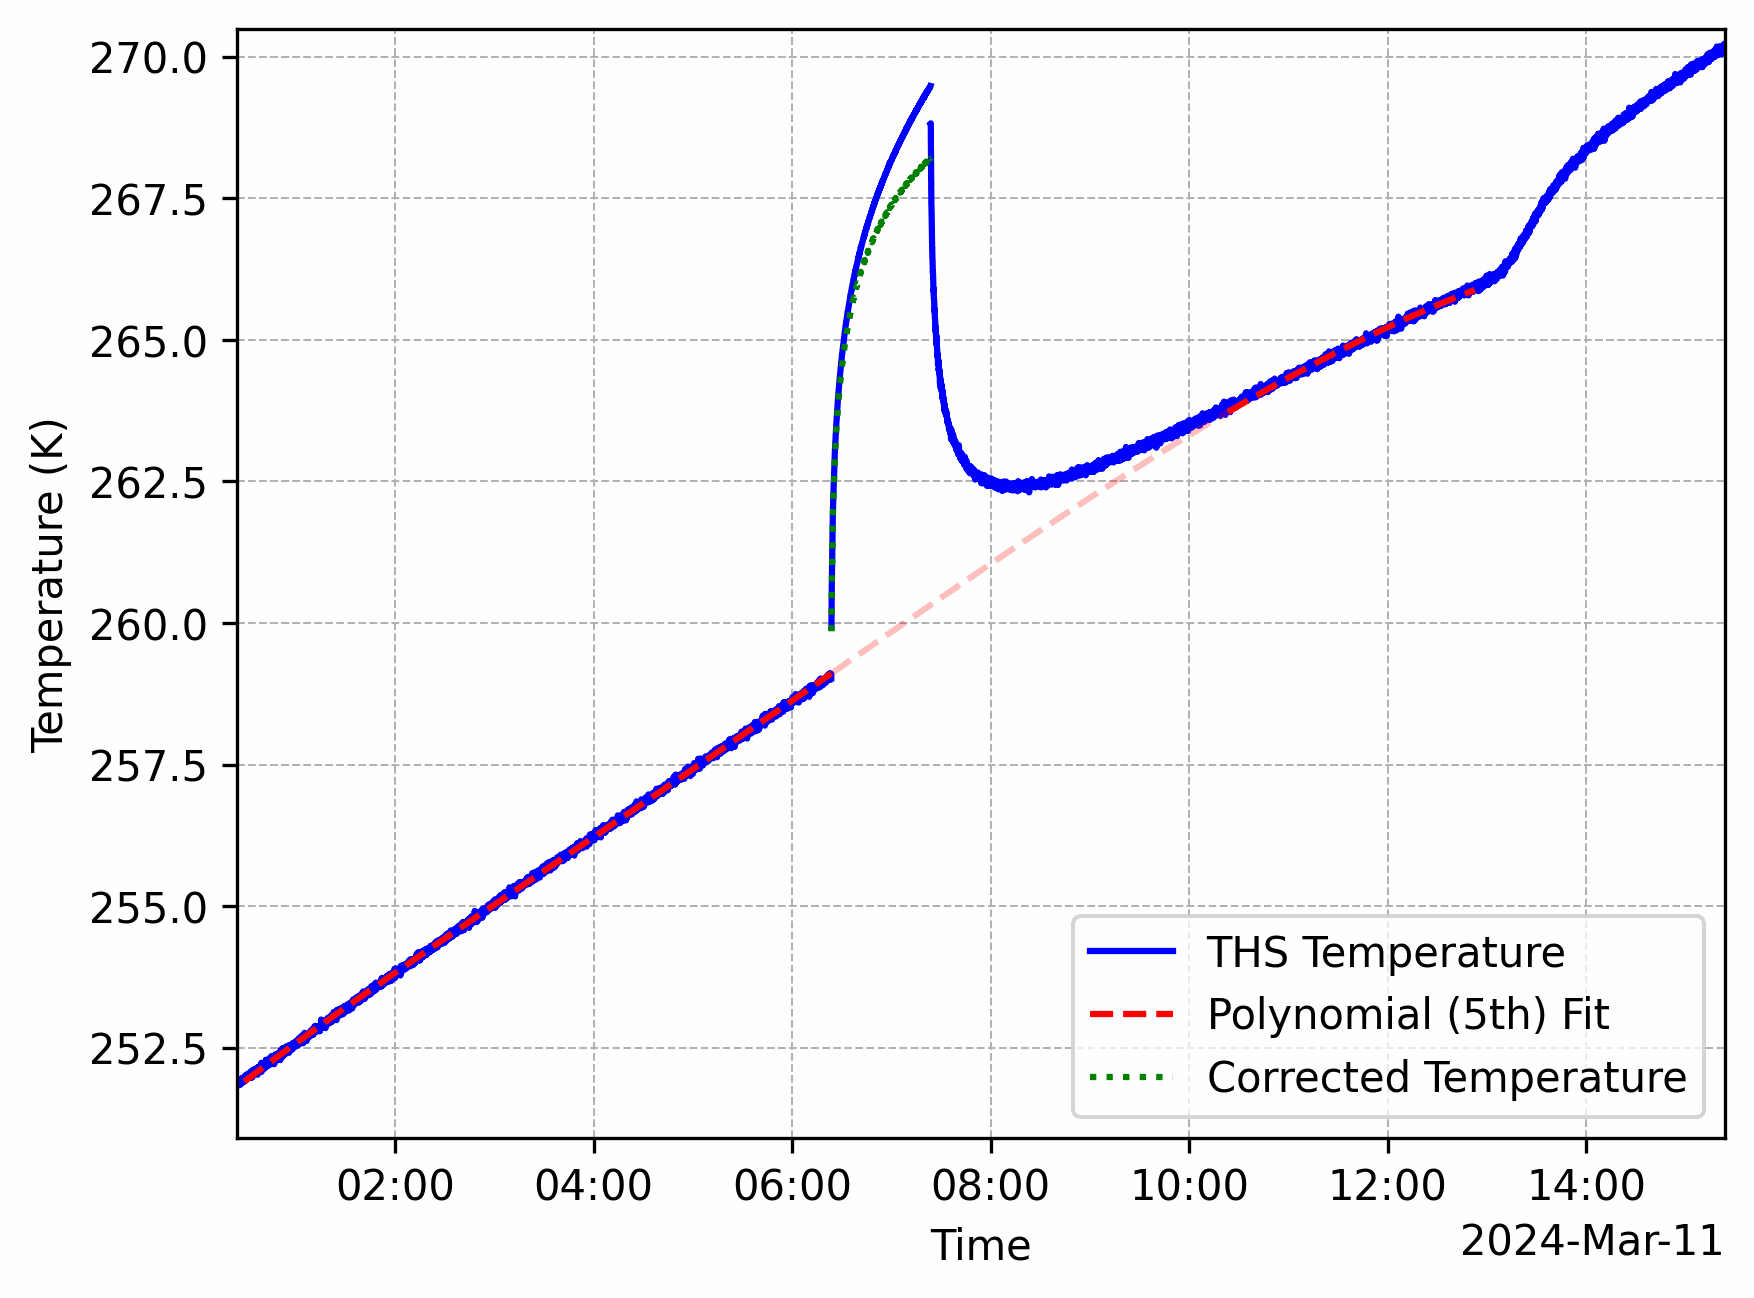 270.0
267.5
265.0
262.5
260.0
257.5
255.0
252.5
Temperature (K)
THS Temperature
Polynomial (5th) Fit
Corrected Temperature
02:00 04:00 06:00 08:00 10:00 12:00 14:00
Time
2024-Mar-11